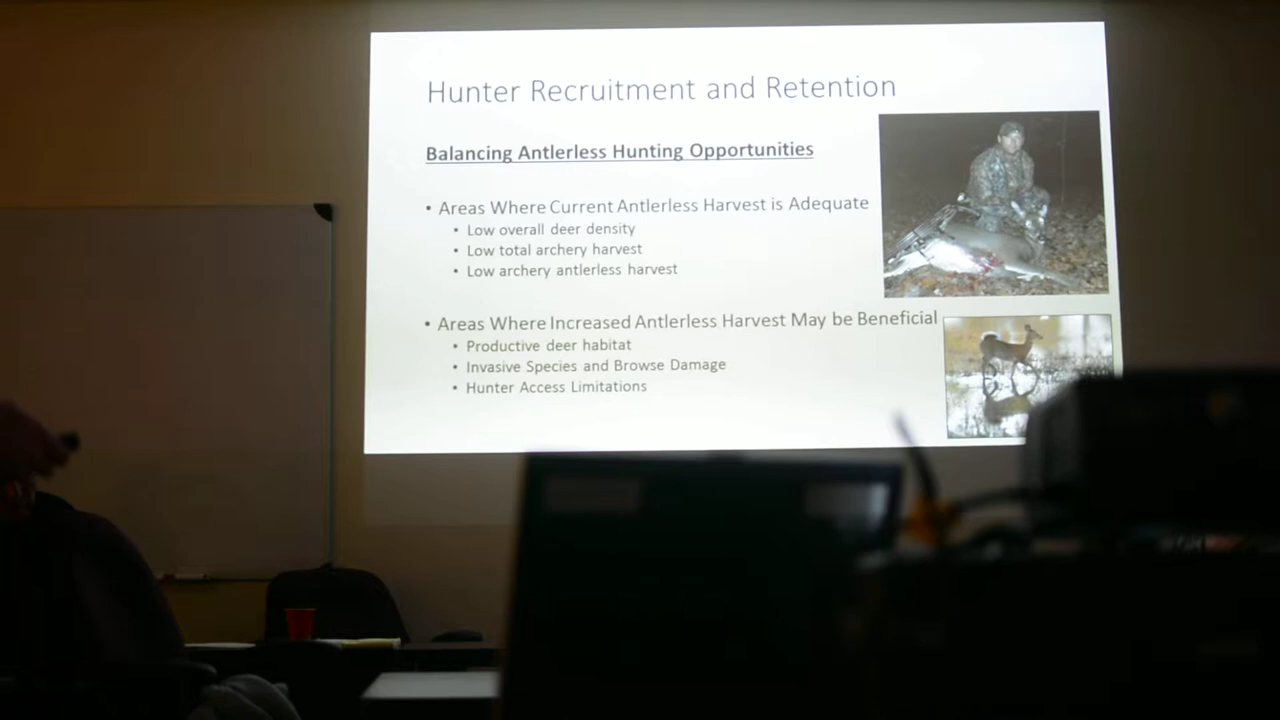 Hunter Recruitment and Retention
Balancing Antlerless Hunting Opportunities
• Areas Where Current Antlerless Harvest is Adequate
• Low overall deer density
• Low total archery harvest
• Low archery antlerless harvest
• Areas Where Increased Antlerless Harvest May be Beneficial
• Productive deer habitat
• Invasive Species and Browse Damage
• Hunter Access Limitations